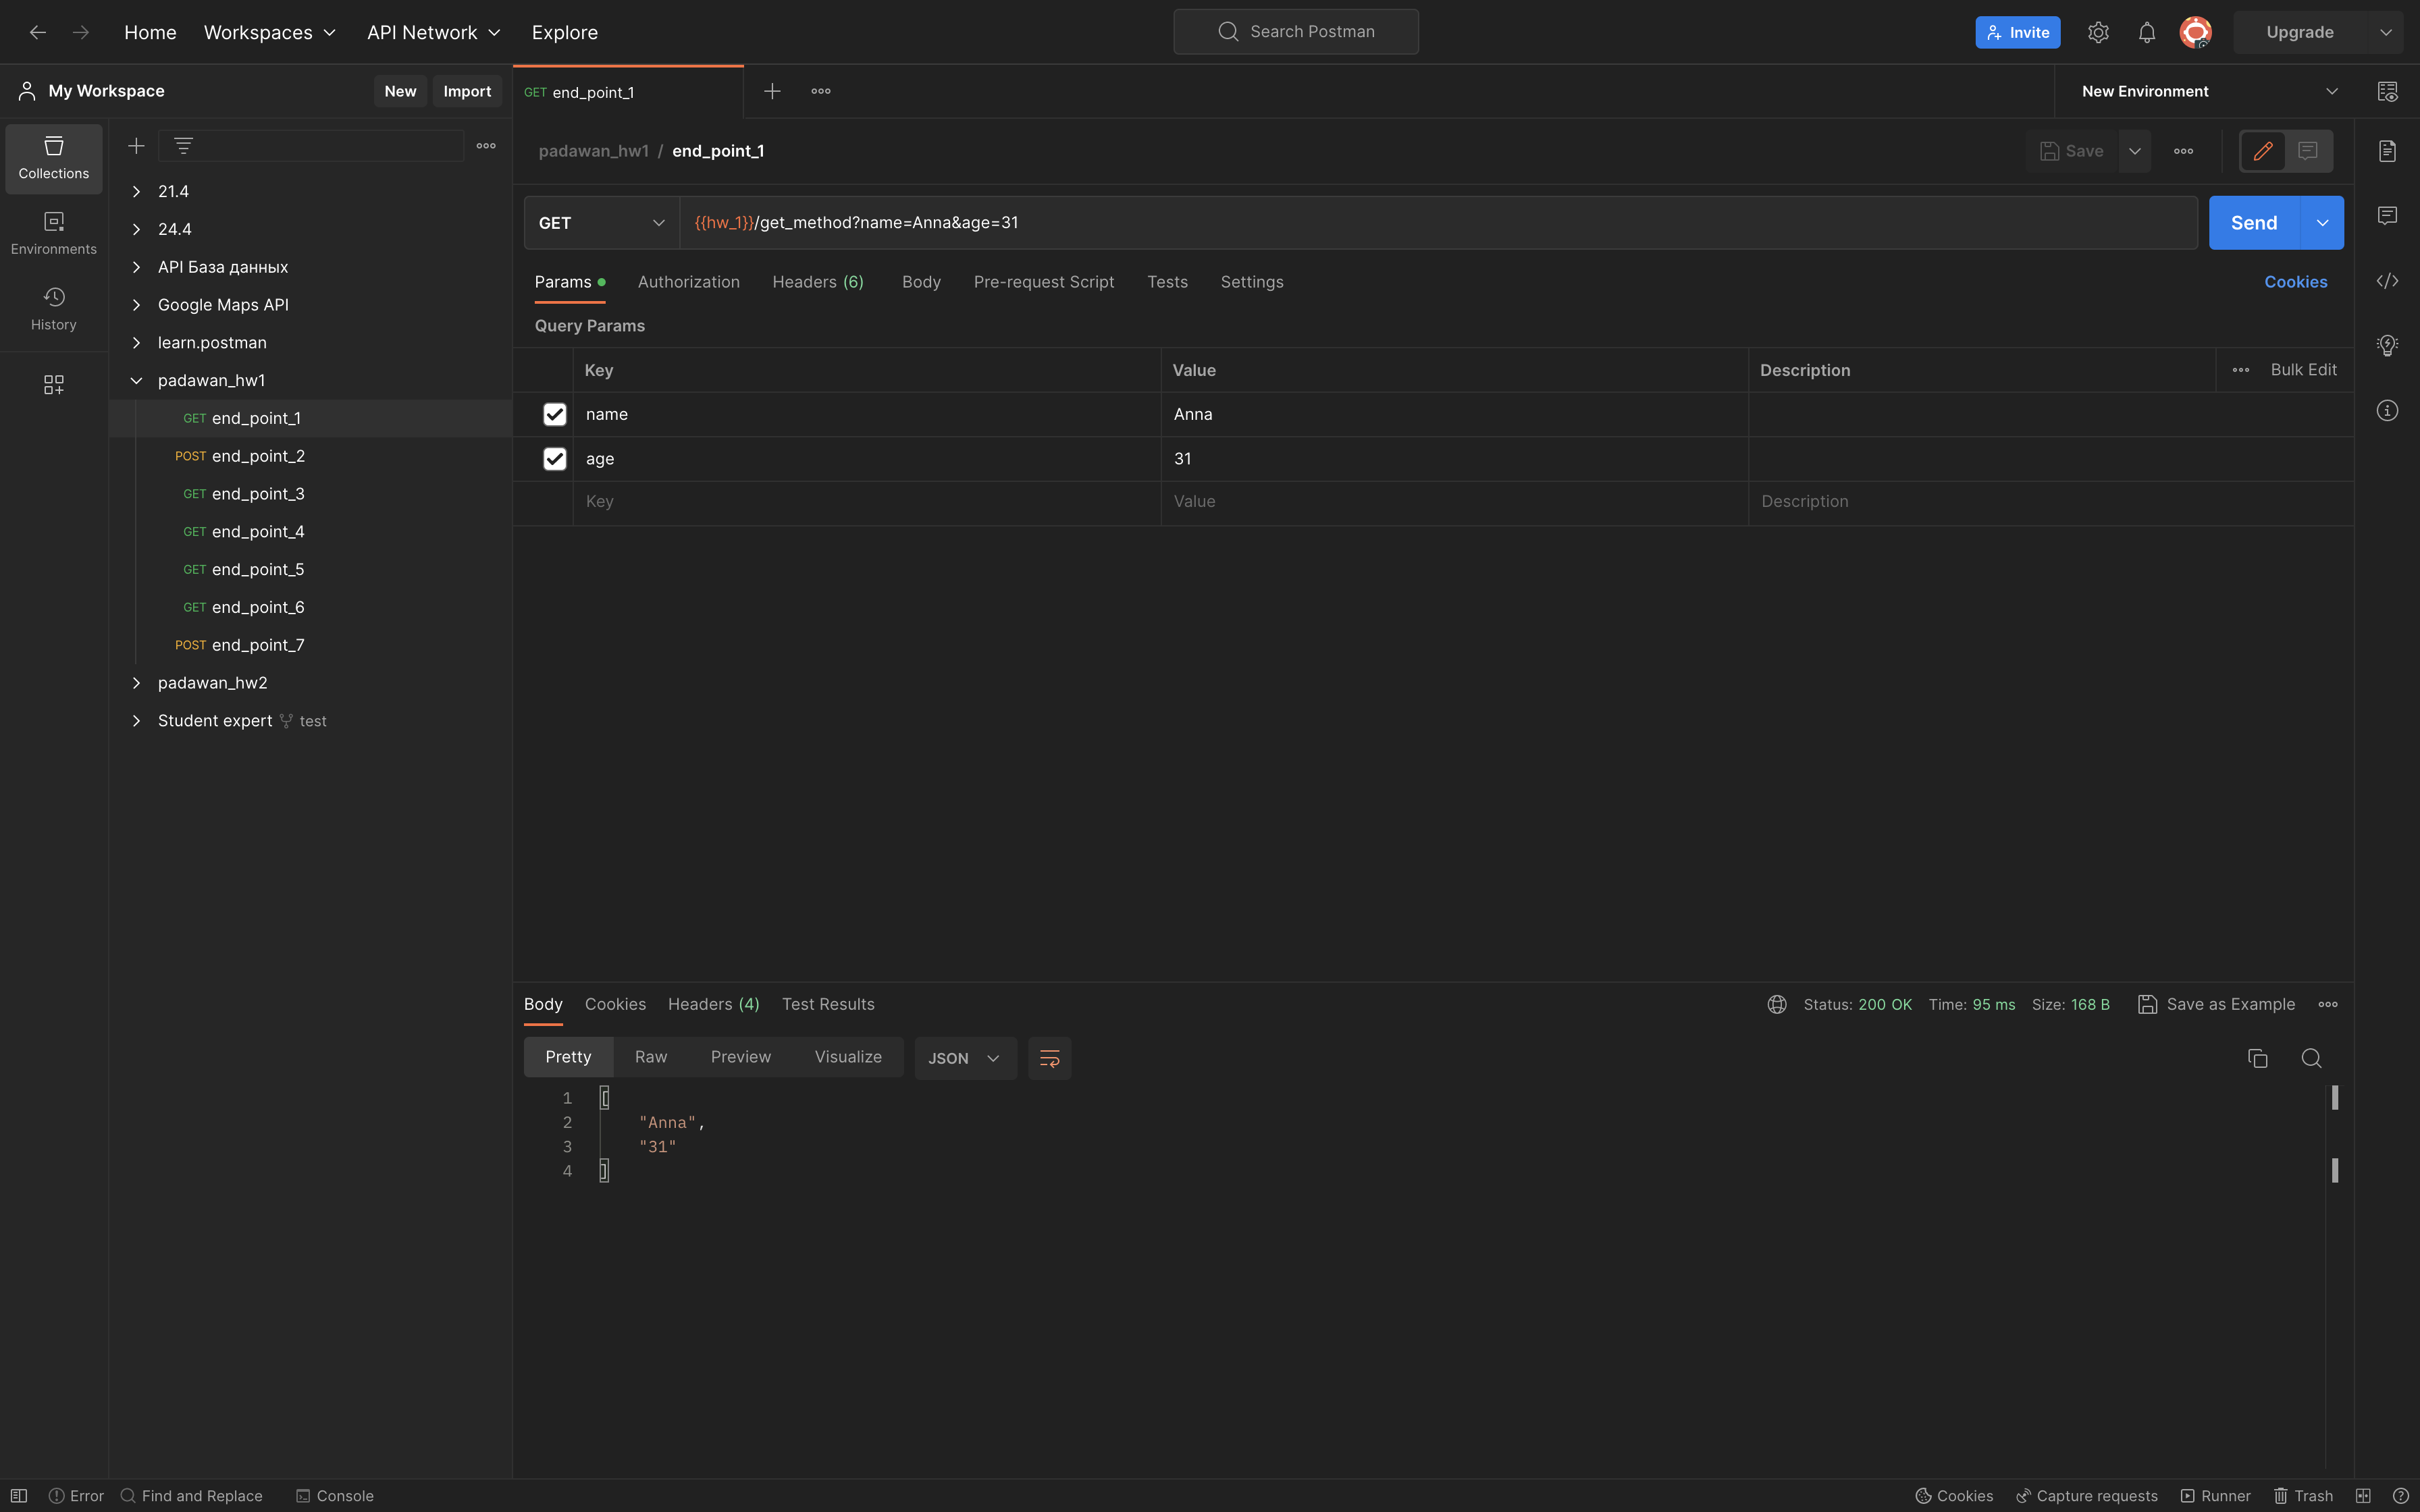 Home Workspaces API Network Explore Search Postman Invite Upgrade
My Workspace New Import GET end_point_1 New Environment
Collections
Environments
History
21.4
24.4
API База данных
Google Maps API
learn.postman
padawan_hw1
GET end_point_1
POST end_point_2
GET end_point_3
GET end_point_4
GET end_point_5
GET end_point_6
POST end_point_7
padawan_hw2
Student expert test
padawan_hw1 / end_point_1 Save
GET {{hw_1}}/get_method?name=Anna&age=31 Send
Params Authorization Headers (6) Body Pre-request Script Tests Settings Cookies
Query Params
Key Value Description Bulk Edit
name Anna
age 31
Key Value Description
Body Cookies Headers (4) Test Results Status: 200 OK Time: 95 ms Size: 168 B Save as Example
Pretty Raw Preview Visualize JSON
1 [
2 "Anna",
3 "31"
4 ]
Error Find and Replace Console Cookies Capture requests Runner Trash